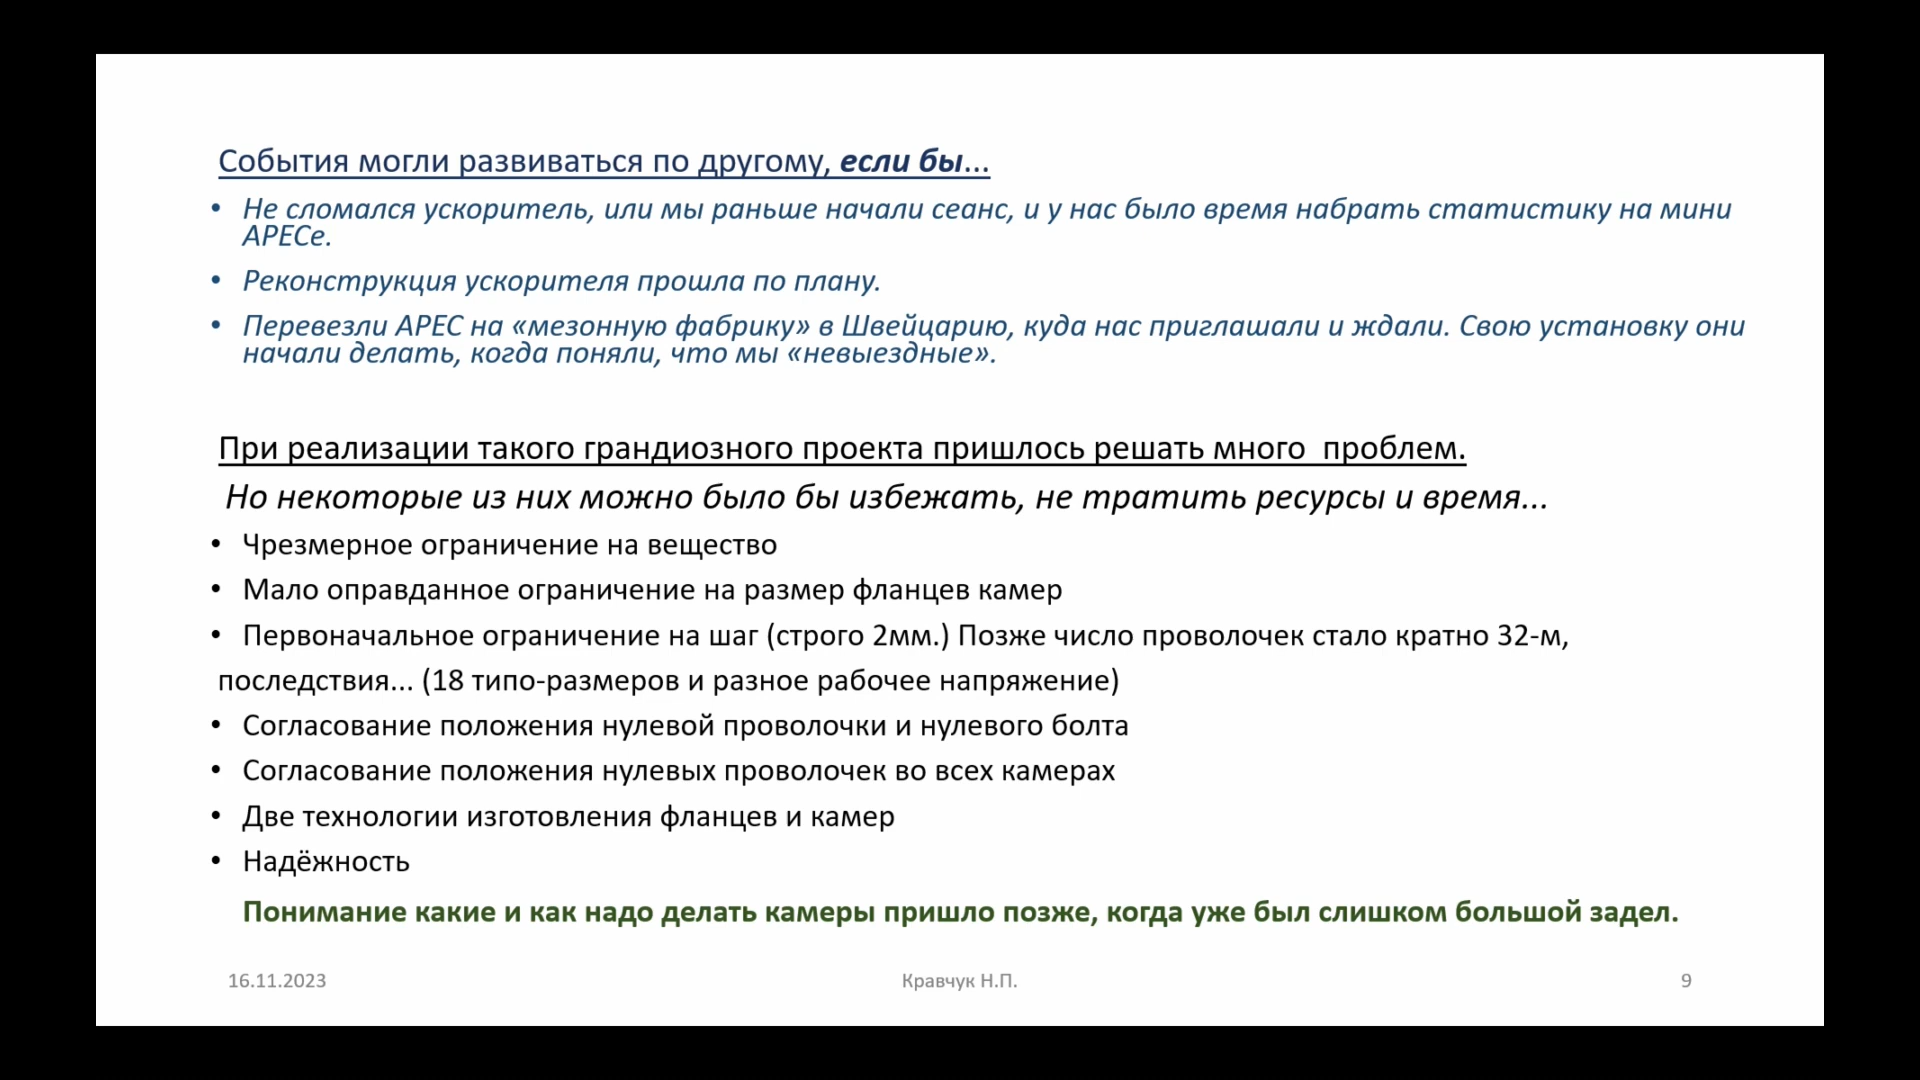 События могли развиваться по другому, если бы...
• Не сломался ускоритель, или мы раньше начали сеанс, и у нас было время набрать статистику на мини
АРЕСе.
• Реконструкция ускорителя прошла по плану.
• Перевезли АРЕС на «мезонную фабрику» в Швейцарию, куда нас приглашали и ждали. Свою установку они
начали делать, когда поняли, что мы «невыездные».
При реализации такого грандиозного проекта пришлось решать много  проблем.
Но некоторые из них можно было бы избежать, не тратить ресурсы и время...
• Чрезмерное ограничение на вещество
• Мало оправданное ограничение на размер фланцев камер
• Первоначальное ограничение на шаг (строго 2мм.) Позже число проволочек стало кратно 32-м,
последствия... (18 типо-размеров и разное рабочее напряжение)
• Согласование положения нулевой проволочки и нулевого болта
• Согласование положения нулевых проволочек во всех камерах
• Две технологии изготовления фланцев и камер
• Надёжность
Понимание какие и как надо делать камеры пришло позже, когда уже был слишком большой задел.
16.11.2023 Кравчук Н.П. 9